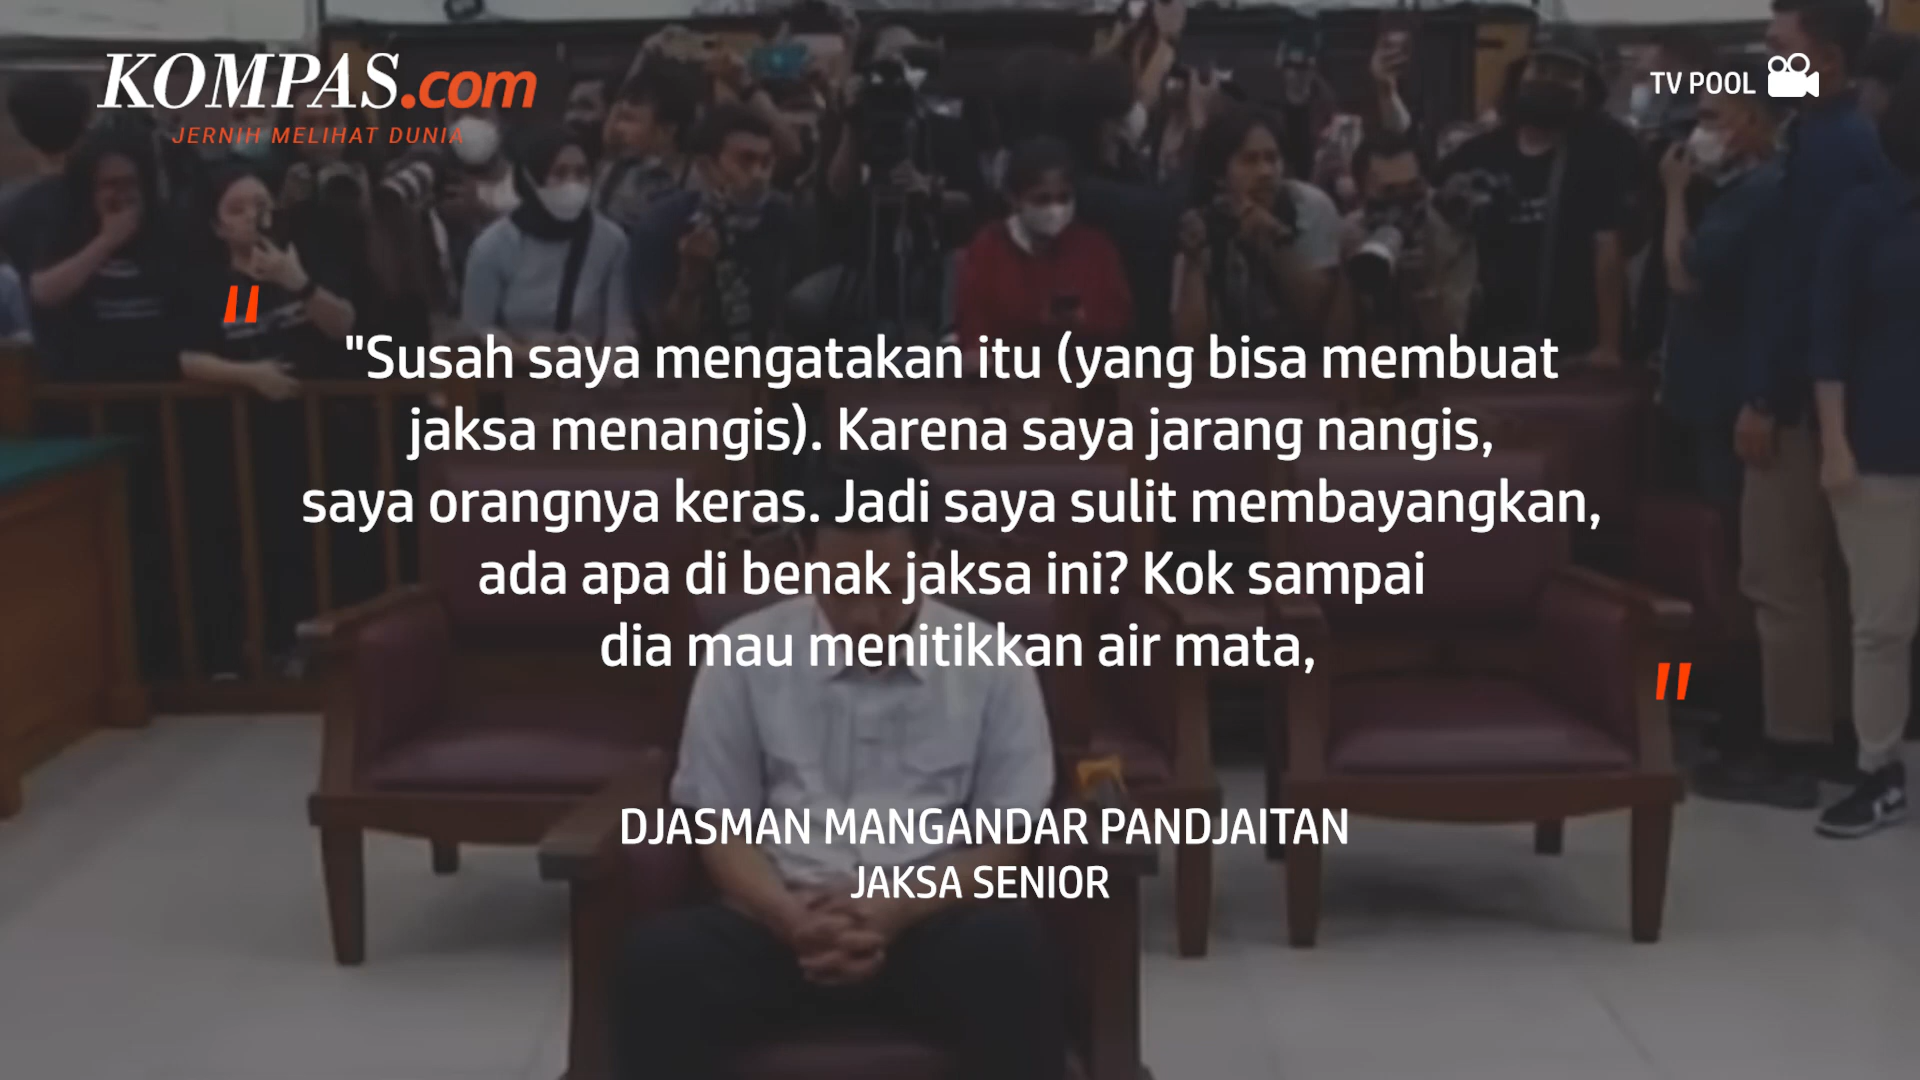 KOMPAS.com
JERNIH MELIHAT DUNIA
TV POOL
"
"Susah saya mengatakan itu (yang bisa membuat
jaksa menangis). Karena saya jarang nangis,
saya orangnya keras. Jadi saya sulit membayangkan,
ada apa di benak jaksa ini? Kok sampai
dia mau menitikkan air mata,
"
DJASMAN MANGANDAR PANDJAITAN
JAKSA SENIOR